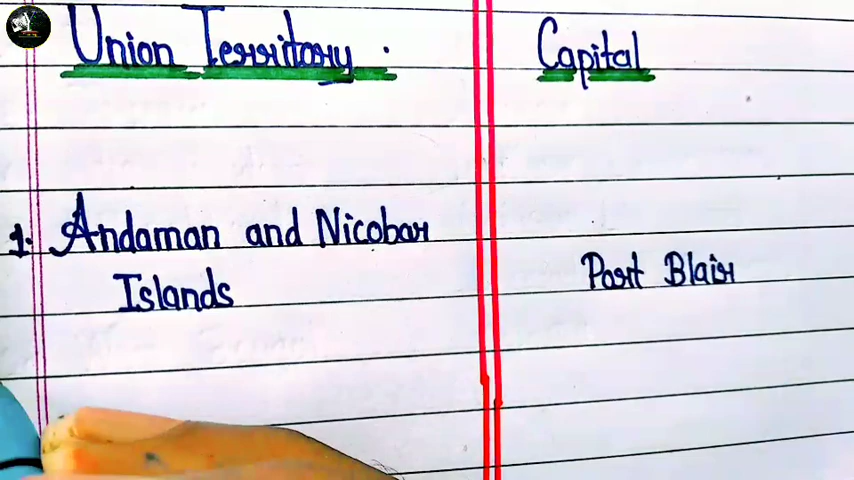 Union Territory . Capital
1. Andaman and Nicobar
Islands
Port Blair